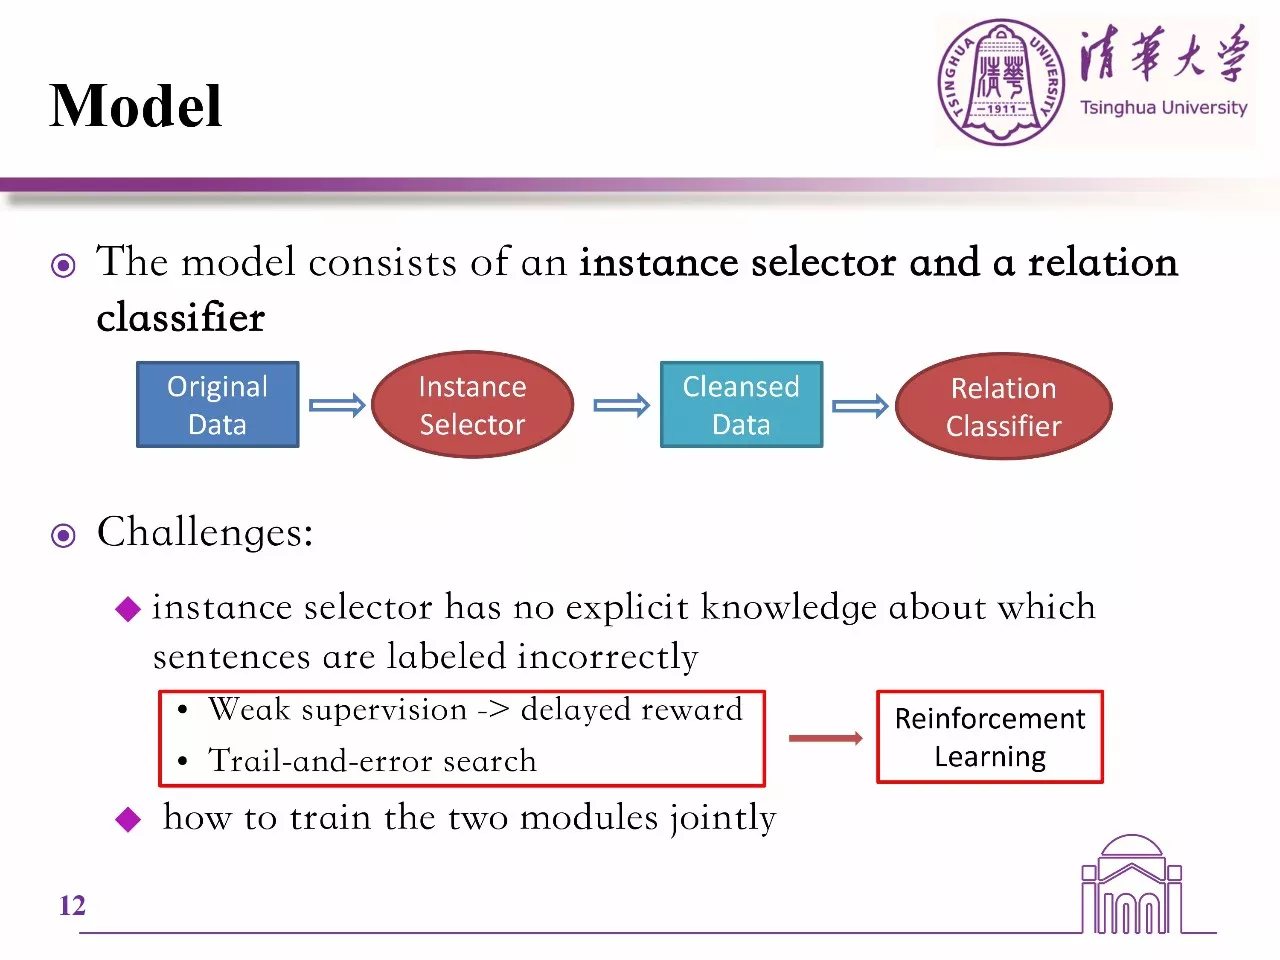 Model
TSINGHUA UNIVERSITY
清華
—1911—
清華大学
Tsinghua University
The model consists of an instance selector and a relation
classifier
Original
Data
Instance
Selector
Cleansed
Data
Relation
Classifier
Challenges:
instance selector has no explicit knowledge about which
sentences are labeled incorrectly
• Weak supervision -> delayed reward
• Trail-and-error search
Reinforcement
Learning
how to train the two modules jointly
12